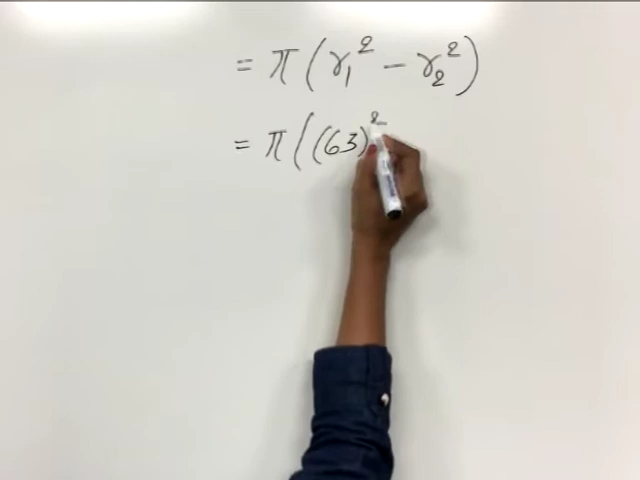 = π(r₁² − r₂²)
= π((63)²